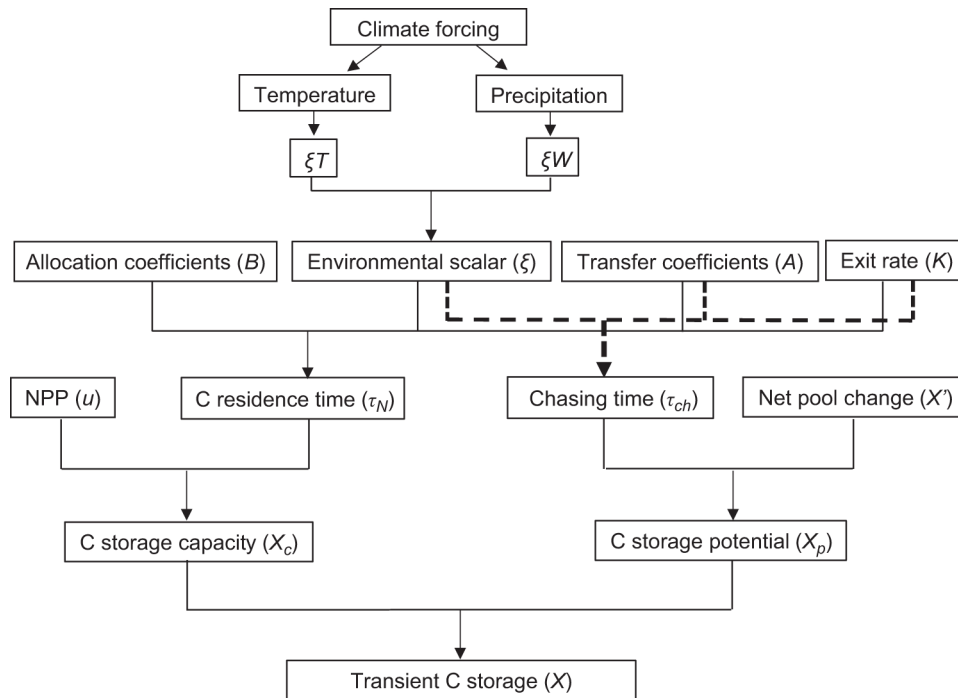 Climate forcing
Temperature
Precipitation
ξT
ξW
Allocation coefficients (B)
Environmental scalar (ξ)
Transfer coefficients (A)
Exit rate (K)
NPP (u)
C residence time (τN)
Chasing time (τch)
Net pool change (X’)
C storage capacity (Xc)
C storage potential (Xp)
Transient C storage (X)